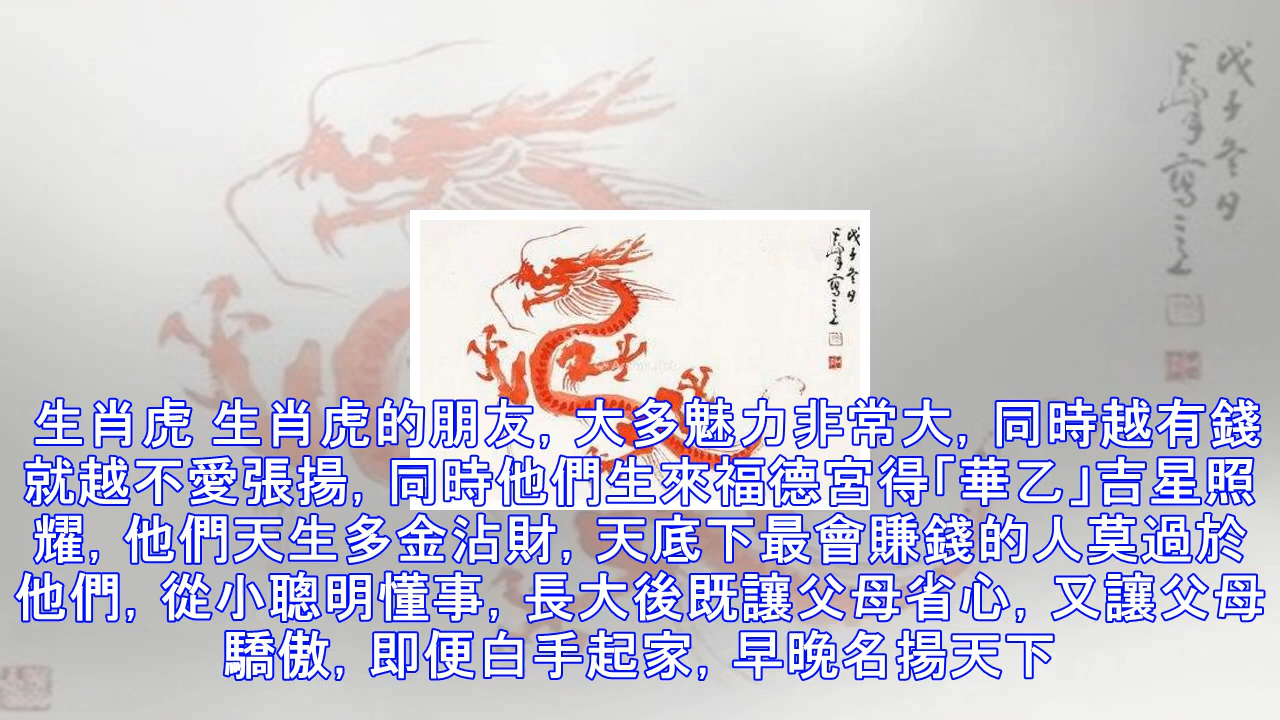 戊子冬日
生肖虎 生肖虎的朋友, 大多魅力非常大, 同時越有錢
就越不愛張揚, 同時他們生來福德宮得「華乙」吉星照
耀, 他們天生多金沾財, 天底下最會賺錢的人莫過於
他們, 從小聰明懂事, 長大後既讓父母省心, 又讓父母
驕傲, 即便白手起家, 早晚名揚天下